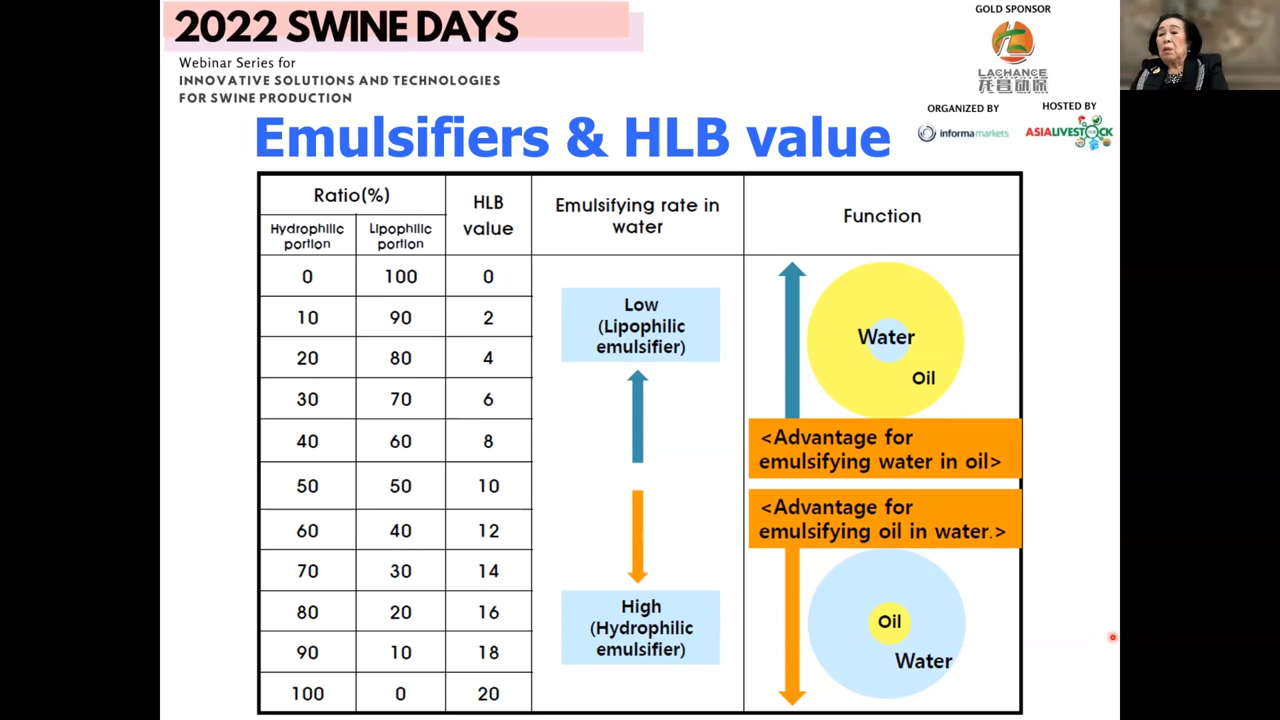 2022 SWINE DAYS
Webinar Series for
INNOVATIVE SOLUTIONS AND TECHNOLOGIES
FOR SWINE PRODUCTION
GOLD SPONSOR
LACHANCE
茂昌动保
ORGANIZED BY
informa markets
HOSTED BY
ASIALIVESTOCK
Emulsifiers & HLB value
Ratio(%)
Hydrophilic portion
Lipophilic portion
HLB value
Emulsifying rate in water
Function
0 100 0
10 90 2
20 80 4
30 70 6
40 60 8
50 50 10
60 40 12
70 30 14
80 20 16
90 10 18
100 0 20
Low
(Lipophilic
emulsifier)
High
(Hydrophilic
emulsifier)
Water
Oil
<Advantage for
emulsifying water in oil>
<Advantage for
emulsifying oil in water.>
Oil
Water